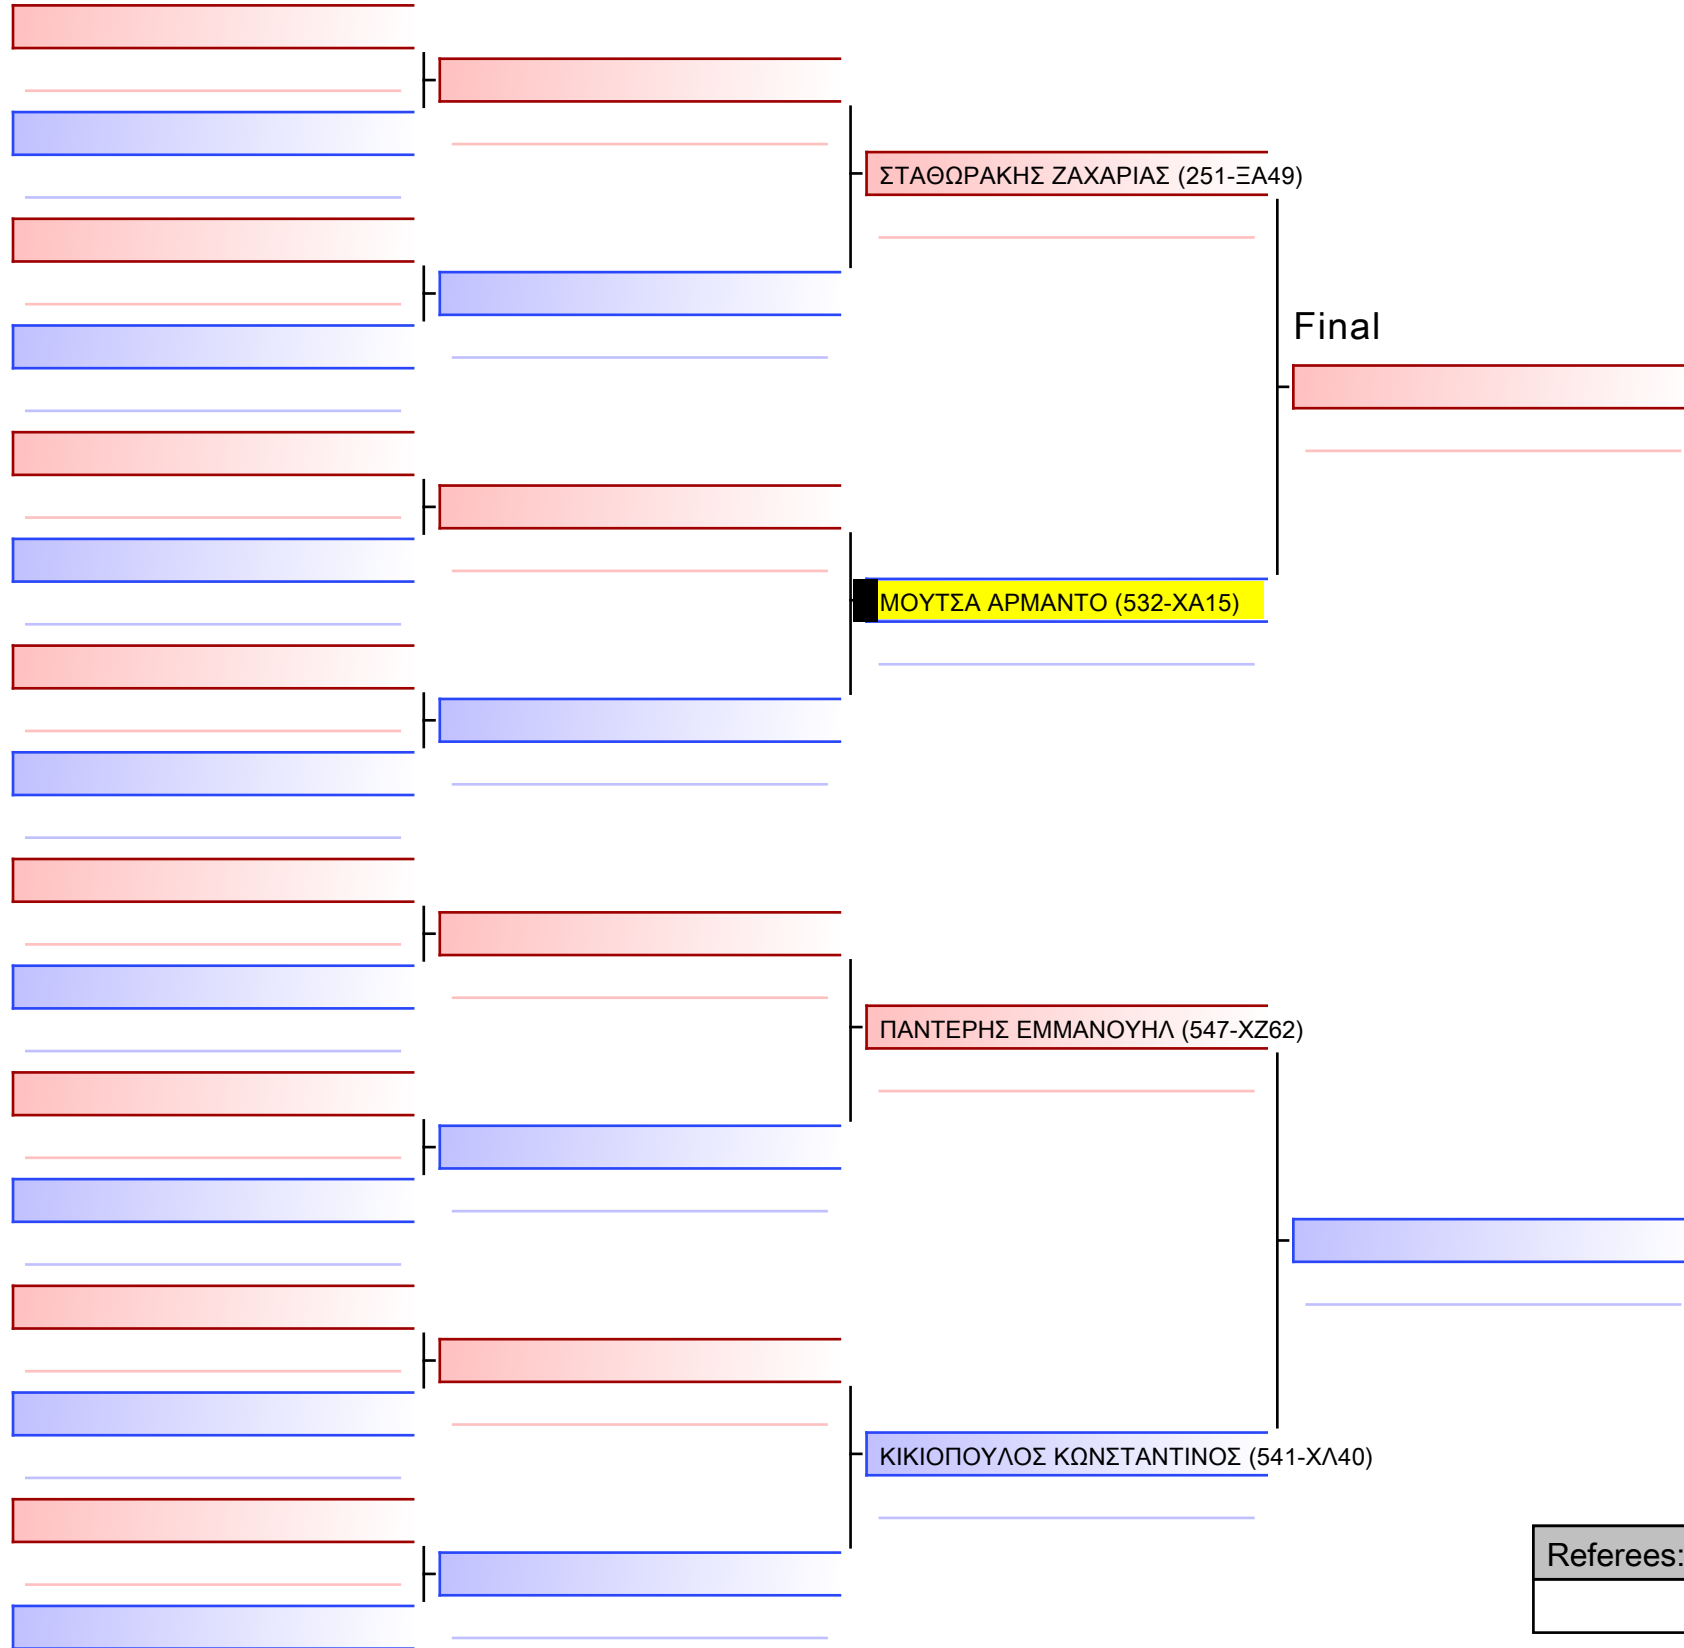 ΣΤΑΘΩΡΑΚΗΣ ΖΑΧΑΡΙΑΣ (251-ΞΑ49)
Final
ΜΟΥΤΣΑ ΑΡΜΑΝΤΟ (532-ΧΑ15)
ΠΑΝΤΕΡΗΣ ΕΜΜΑΝΟΥΗΛ (547-ΧΖ62)
ΚΙΚΙΟΠΟΥΛΟΣ ΚΩΝΣΤΑΝΤΙΝΟΣ (541-ΧΛ40)
Referees: